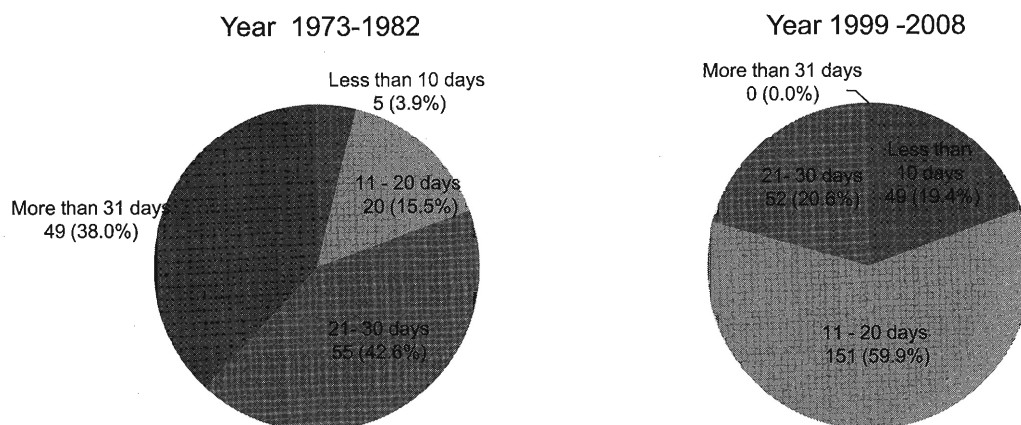 Year 1973-1982
Less than 10 days
5 (3.9%)
11 - 20 days
20 (15.5%)
More than 31 days
49 (38.0%)
21- 30 days
55 (42.6%)
Year 1999 -2008
More than 31 days
0 (0.0%)
Less than
10 days
49 (19.4%)
21- 30 days
52 (20.6%)
11 - 20 days
151 (59.9%)